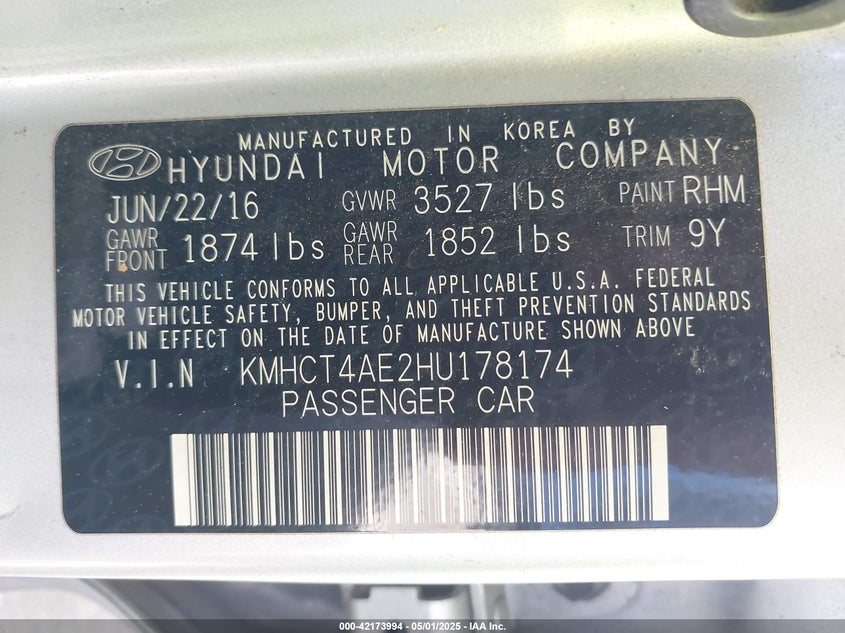 MANUFACTURED IN KOREA BY
HYUNDAI MOTOR COMPANY
JUN/22/16 GVWR 3527 lbs PAINT RHM
GAWR FRONT 1874 lbs GAWR REAR 1852 lbs TRIM 9Y
THIS VEHICLE CONFORMS TO ALL APPLICABLE U.S.A. FEDERAL
MOTOR VEHICLE SAFETY, BUMPER, AND THEFT PREVENTION STANDARDS
IN EFFECT ON THE DATE OF MANUFACTURE SHOWN ABOVE
V.I.N KMHCT4AE2HU178174
PASSENGER CAR
000-42173994 - 05/01/2025 - IAA Inc.